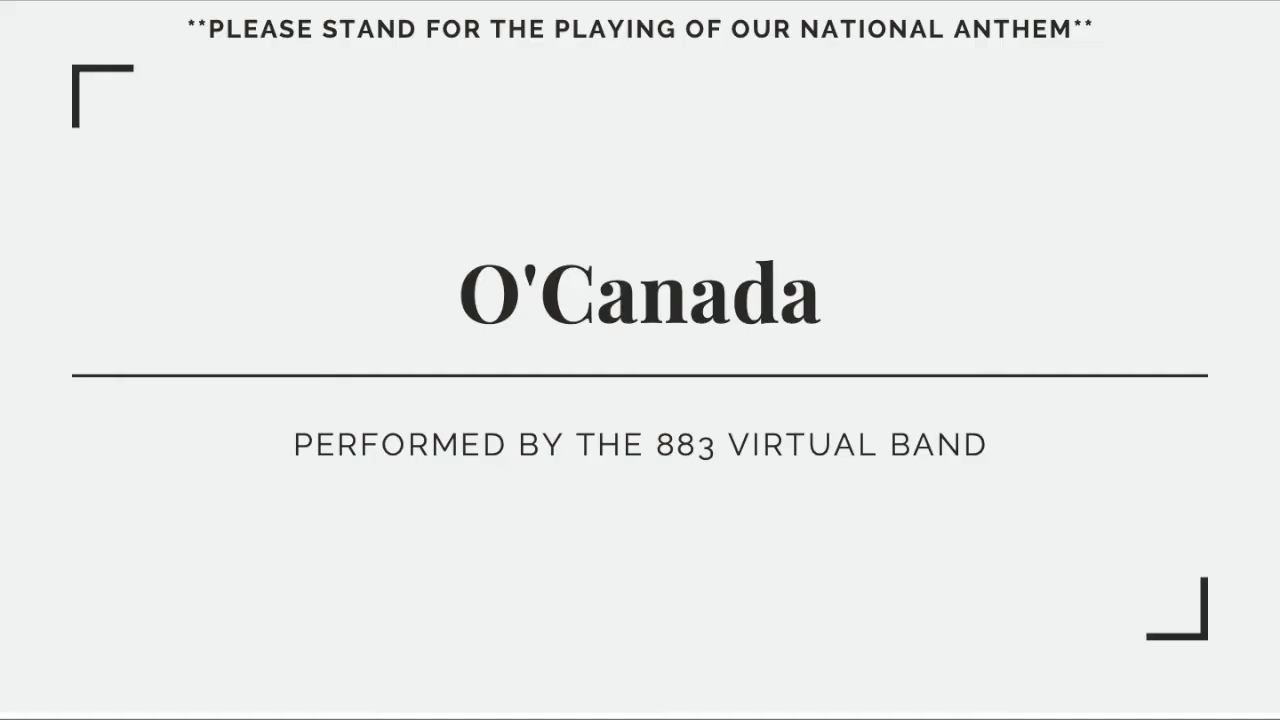 **PLEASE STAND FOR THE PLAYING OF OUR NATIONAL ANTHEM**
O'Canada
PERFORMED BY THE 883 VIRTUAL BAND